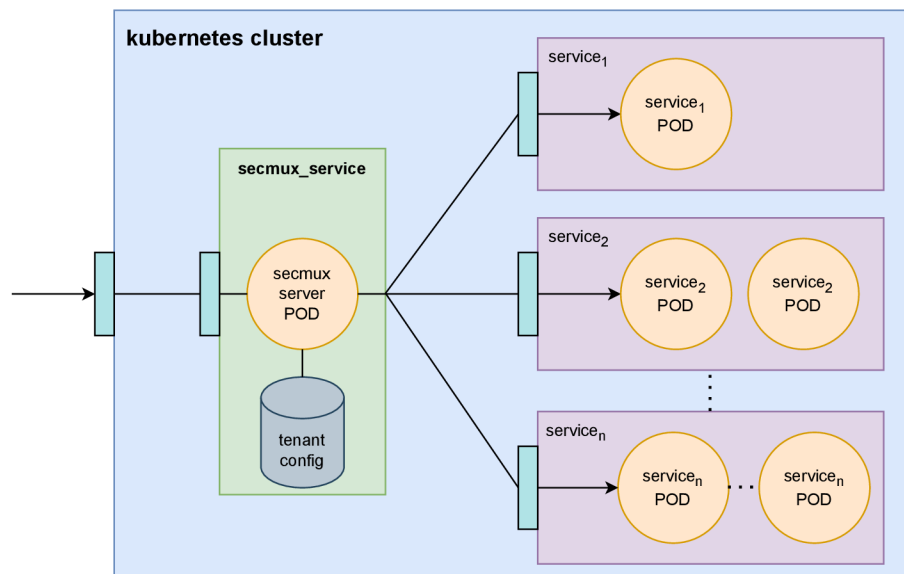 kubernetes cluster
secmux_service
secmux
server
POD
tenant
config
service₁
service₁
POD
service₂
service₂
POD
service₂
POD
serviceₙ
serviceₙ
POD
serviceₙ
POD